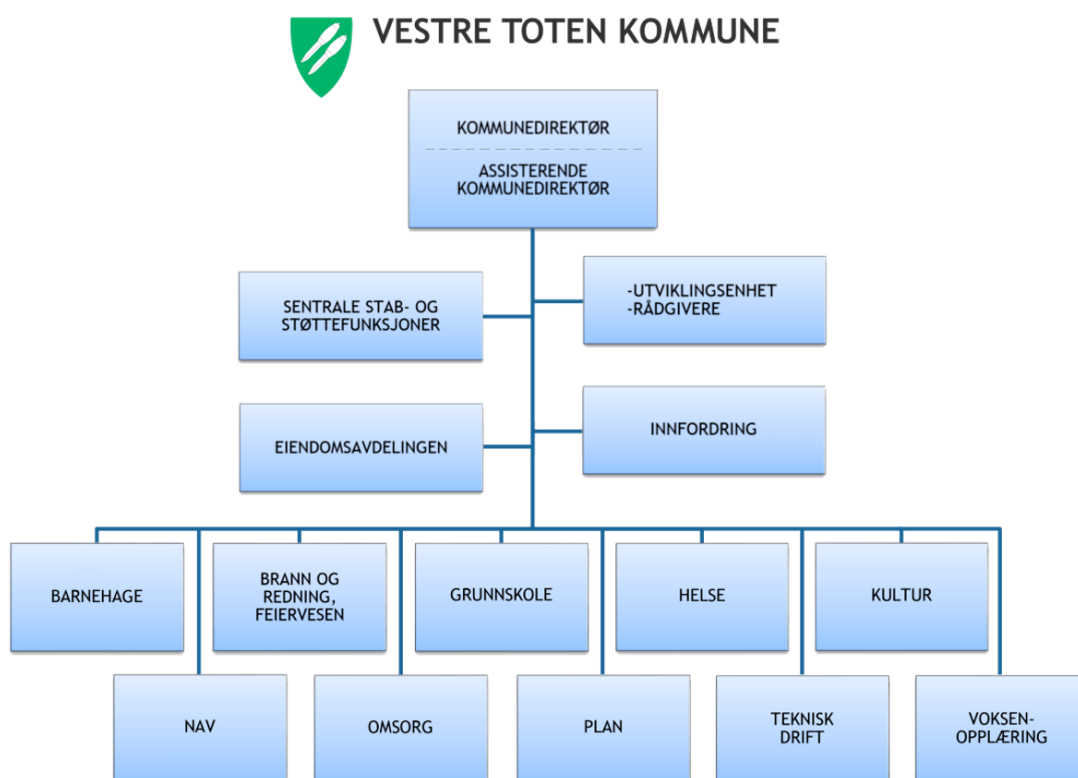 VESTRE TOTEN KOMMUNE
KOMMUNEDIREKTØR
ASSISTERENDE
KOMMUNEDIREKTØR
SENTRALE STAB- OG
STØTTEFUNKSJONER
-UTVIKLINGSENHET
-RÅDGIVERE
EIENDOMSAVDELINGEN
INNFORDRING
BARNEHAGE
BRANN OG
REDNING,
FEIERVESEN
GRUNNSKOLE
HELSE
KULTUR
NAV
OMSORG
PLAN
TEKNISK
DRIFT
VOKSEN-
OPPLÆRING